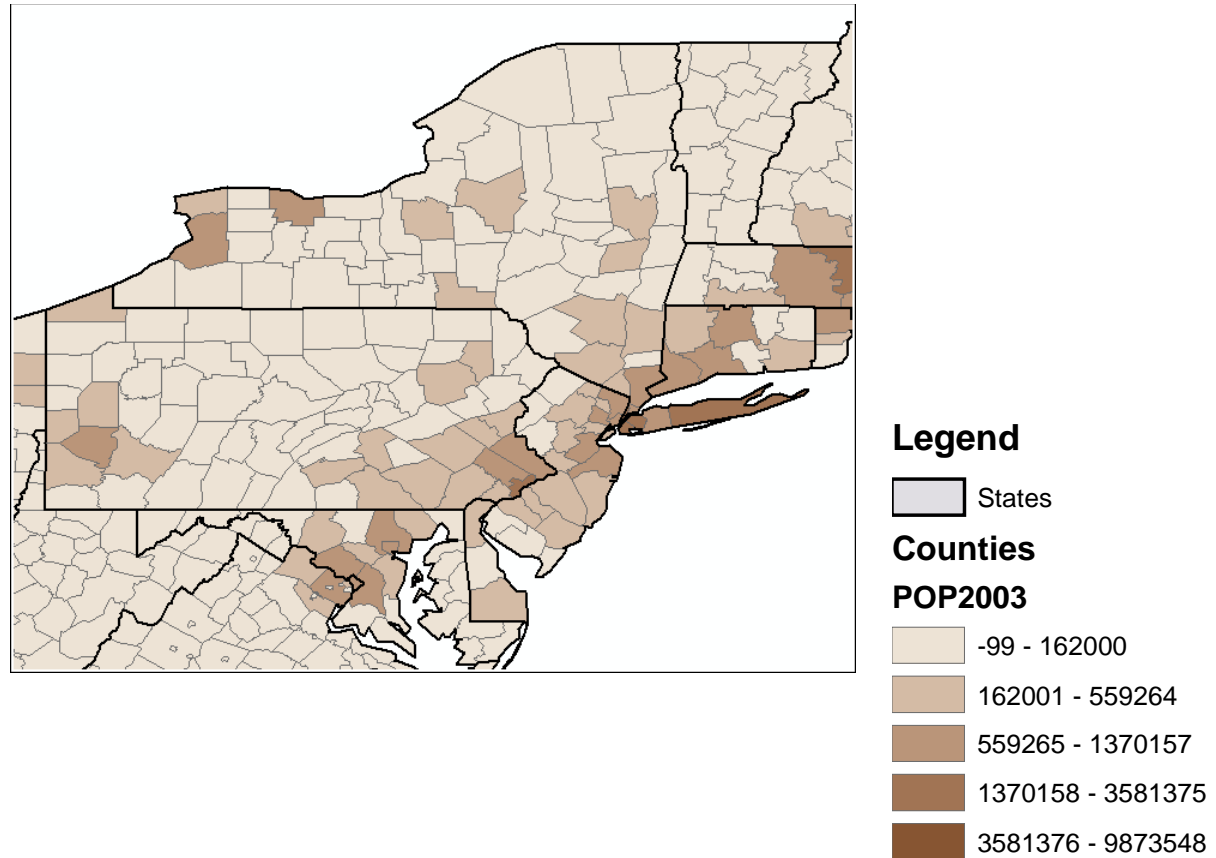 Legend
States
Counties
POP2003
-99 - 162000
162001 - 559264
559265 - 1370157
1370158 - 3581375
3581376 - 9873548